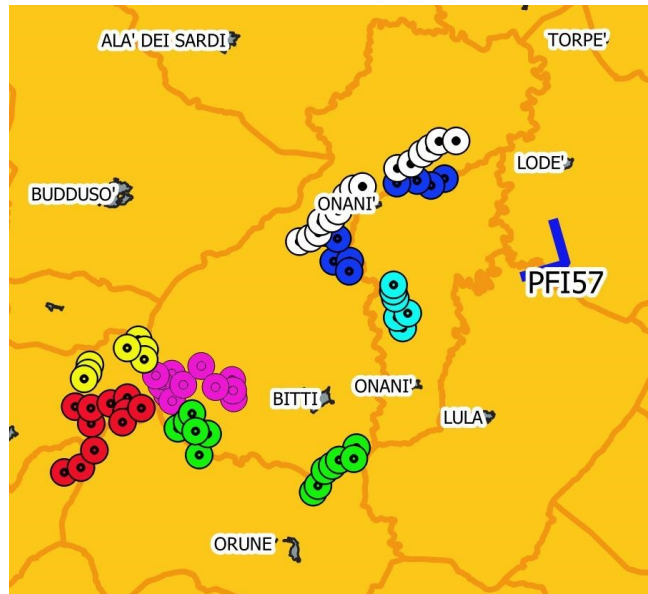 ALA' DEI SARDI
TORPE'
LODE'
BUDDUSO'
ONANI'
PFI57
BITTI
ONANI'
LULA
ORUNE